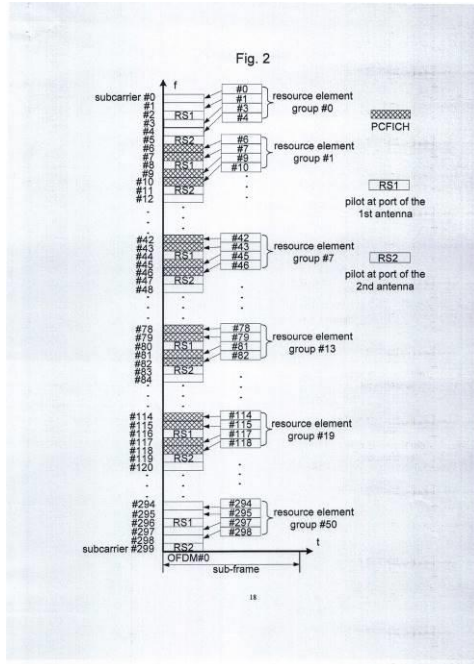 Fig. 2
f
subcarrier #0
#1
#2
#3
#4
#5
#6
#7
#8
#9
#10
#11
#12
RS1
RS2
RS1
RS2
#0
#1
#3
#4
resource element
group #0
#6
#7
#9
#10
resource element
group #1
PCFICH
RS1
pilot at port of the
1st antenna
RS2
pilot at port of the
2nd antenna
#42
#43
#44
#45
#46
#47
#48
RS1
RS2
#42
#43
#45
#46
resource element
group #7
#78
#79
#80
#81
#82
#83
#84
RS1
RS2
#78
#79
#81
#82
resource element
group #13
#114
#115
#116
#117
#118
#119
#120
RS1
RS2
#114
#115
#117
#118
resource element
group #19
#294
#295
#296
#297
#298
subcarrier #299
RS1
RS2
#294
#295
#297
#298
resource element
group #50
t
OFDM#0
sub-frame
18